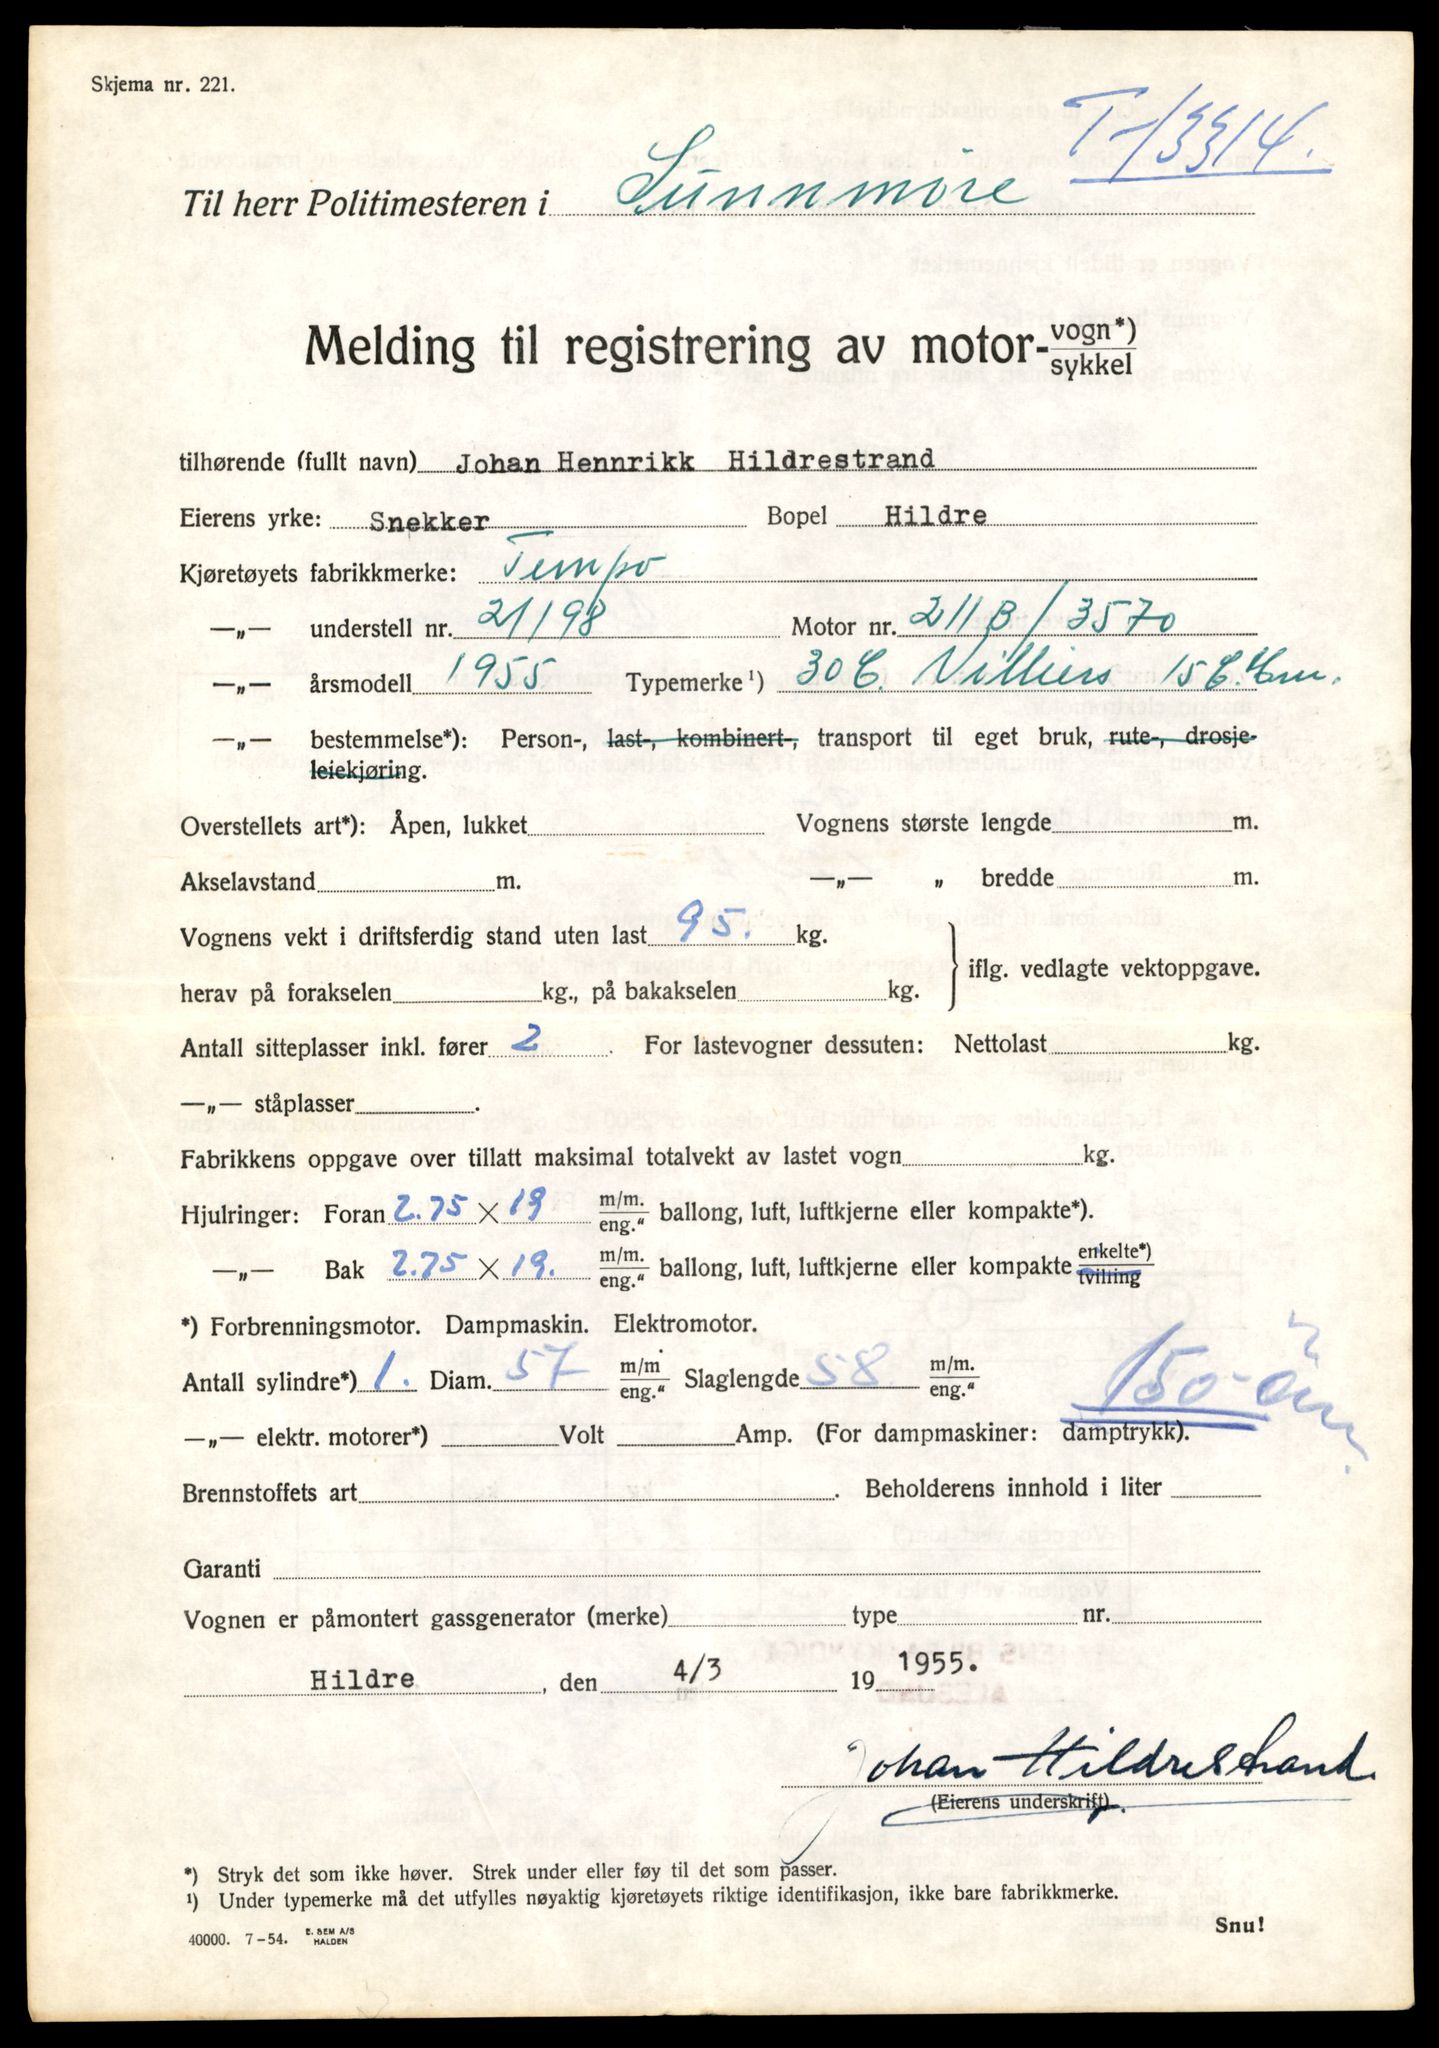 Skjema nr. 221.
T-13314.
Til herr Politimesteren i Sunnmøre
Melding til registrering av motor-vogn*)
sykkel
tilhørende (fullt navn) Johan Hennrikk Hildrestrand
Eierens yrke: Snekker Bopel Hildre
Kjøretøyets fabrikkmerke: Tempo
—„— understell nr. 21198 Motor nr. 211B/3570
—„— årsmodell 1955 Typemerke¹) 30C. Villiers
—„— bestemmelse*): Person-, last-, kombinert-, transport til eget bruk, rute-, drosje-
leiekjøring.
Overstellets art*): Åpen, lukket Vognens største lengde m.
Akselavstand m. —„— „ bredde m.
Vognens vekt i driftsferdig stand uten last 95. kg.
iflg. vedlagte vektoppgave.
herav på forakselen kg., på bakakselen kg.
Antall sitteplasser inkl. fører 2. For lastevogner dessuten: Nettolast kg.
—„— ståplasser .
Fabrikkens oppgave over tillatt maksimal totalvekt av lastet vogn kg.
Hjulringer: Foran 2.75 × 19 m/m. eng.“ ballong, luft, luftkjerne eller kompakte*).
—„— Bak 2.75 × 19. m/m. eng.“ ballong, luft, luftkjerne eller kompakte enkelte*) tvilling
*) Forbrenningsmotor. Dampmaskin. Elektromotor.
Antall sylindre*) 1. Diam. 57 m/m eng.“ Slaglengde 58 m/m. eng.“ 150
—„— elektr. motorer*) Volt Amp. (For dampmaskiner: damptrykk).
Brennstoffets art . Beholderens innhold i liter
Garanti
Vognen er påmontert gassgenerator (merke) type nr.
Hildre, den 4/3 19 1955.
Johan Hildrestrand
(Eierens underskrift).
*) Stryk det som ikke høver. Strek under eller føy til det som passer.
¹) Under typemerke må det utfylles nøyaktig kjøretøyets riktige identifikasjon, ikke bare fabrikkmerke.
Snu!
40000. 7-54. E. SEM A/S
HALDEN